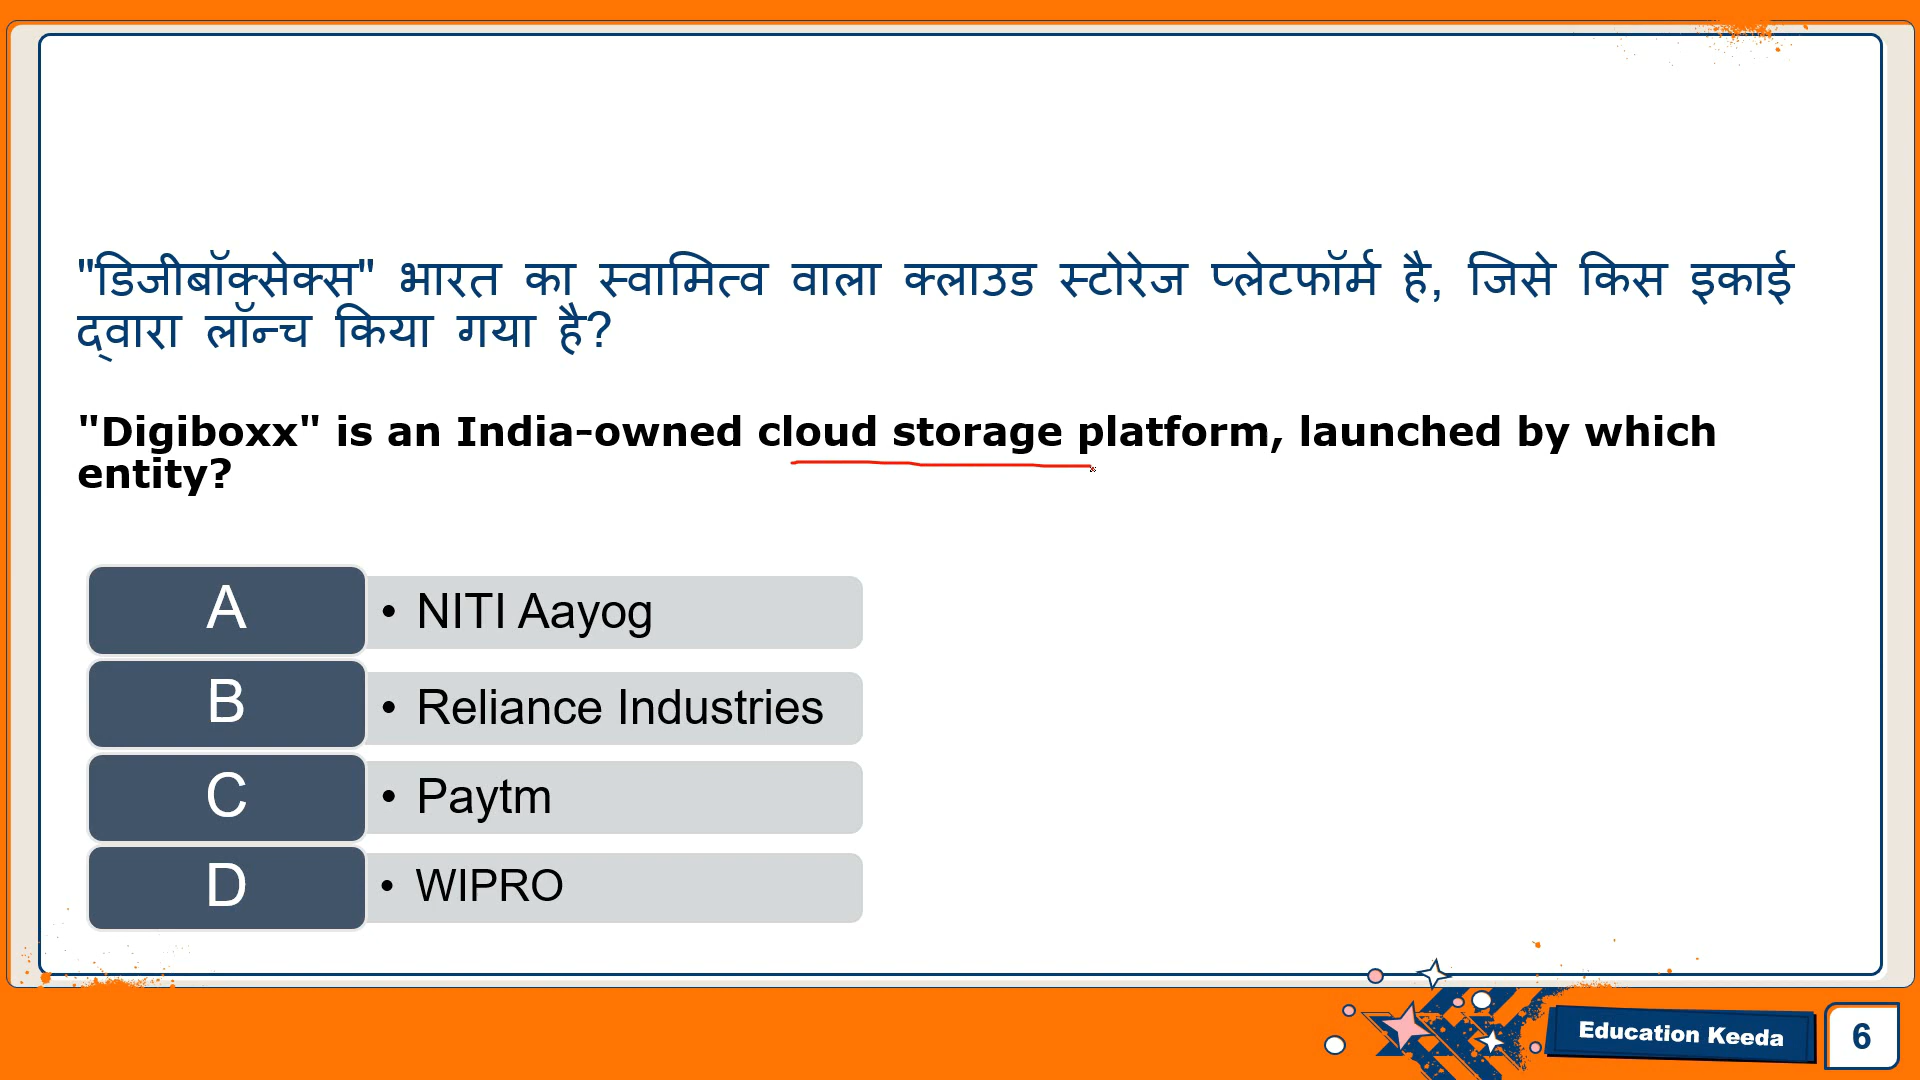 "डिजीबॉक्सेक्स" भारत का स्वामित्व वाला क्लाउड स्टोरेज प्लेटफॉर्म है, जिसे किस इकाई
द्वारा लॉन्च किया गया है?
"Digiboxx" is an India-owned cloud storage platform, launched by which
entity?
A • NITI Aayog
B • Reliance Industries
C • Paytm
D • WIPRO
Education Keeda 6